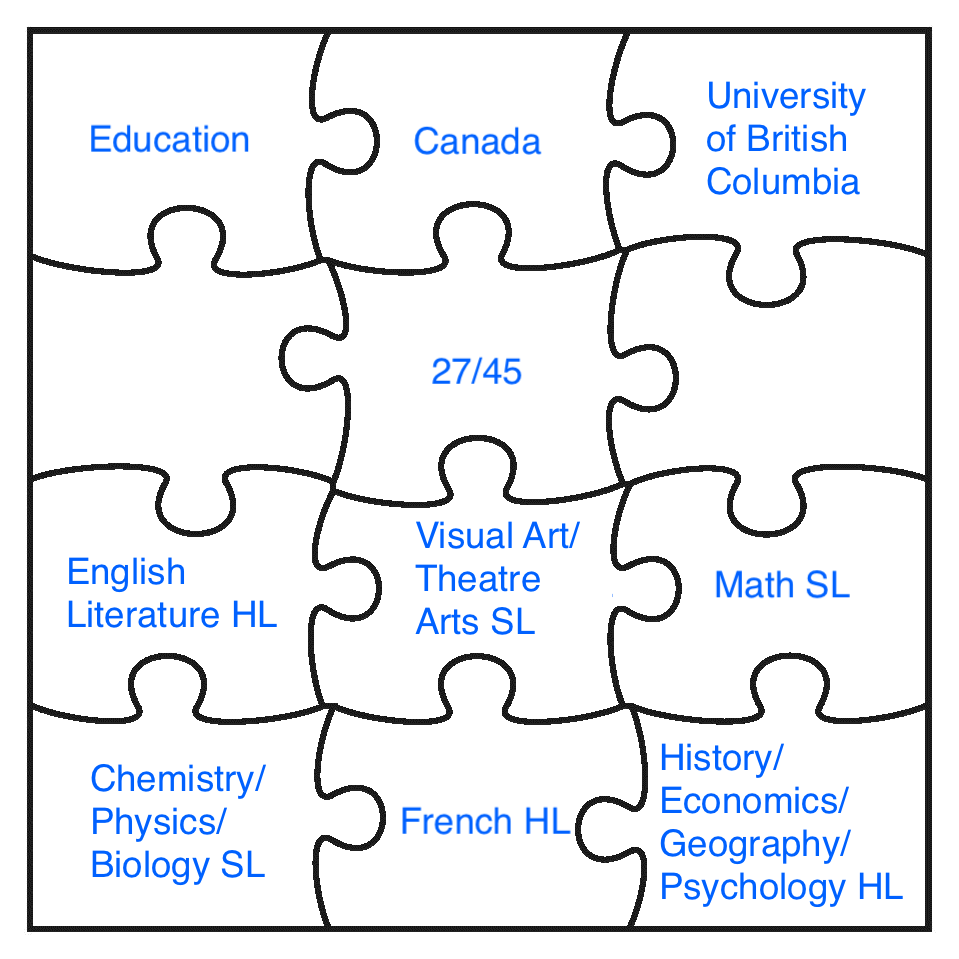 Education
Canada
University
of British
Columbia
27/45
English
Literature HL
Visual Art/
Theatre
Arts SL
Math SL
Chemistry/
Physics/
Biology SL
French HL
History/
Economics/
Geography/
Psychology HL